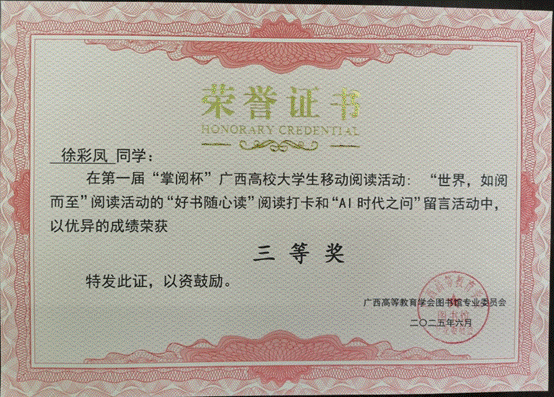 荣誉证书
HONORARY CREDENTIAL
徐彩凤 同学：
在第一届“掌阅杯”广西高校大学生移动阅读活动：“世界，如阅
而至”阅读活动的“好书随心读”阅读打卡和“AI时代之问”留言活动中，
以优异的成绩荣获
三等奖
特发此证，以资鼓励。
广西高等教育学会图书馆专业委员会
二〇二五年六月